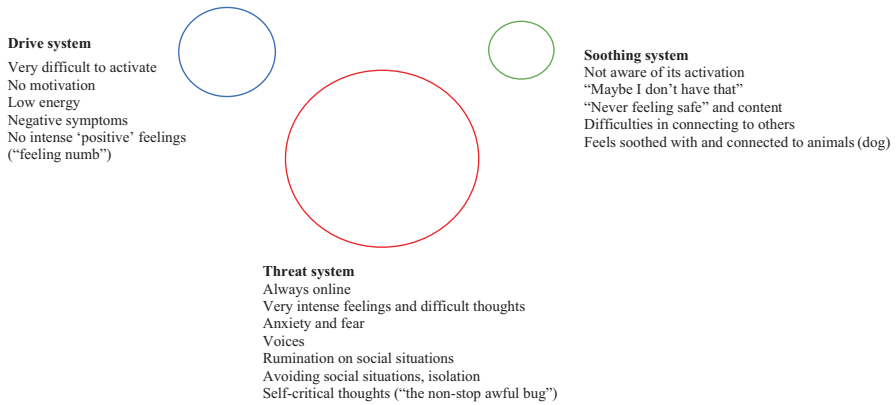 Drive system
Very difficult to activate
No motivation
Low energy
Negative symptoms
No intense ‘positive’ feelings
(“feeling numb”)
Soothing system
Not aware of its activation
“Maybe I don’t have that”
“Never feeling safe” and content
Difficulties in connecting to others
Feels soothed with and connected to animals (dog)
Threat system
Always online
Very intense feelings and difficult thoughts
Anxiety and fear
Voices
Rumination on social situations
Avoiding social situations, isolation
Self-critical thoughts (“the non-stop awful bug”)